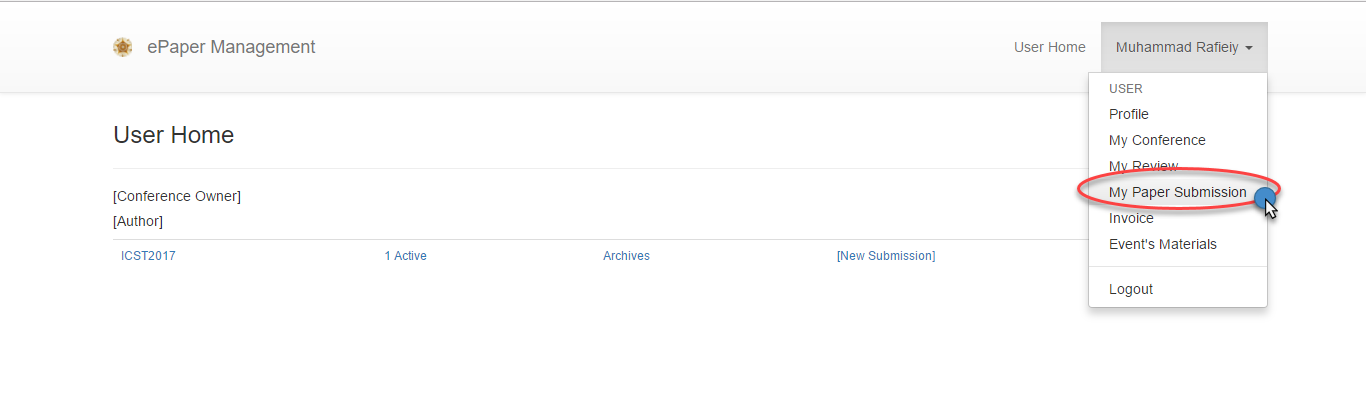 ePaper Management
User Home
Muhammad Rafieiy
USER
Profile
My Conference
My Review
My Paper Submission
Invoice
Event's Materials
Logout
User Home
[Conference Owner]
[Author]
ICST2017 1 Active Archives [New Submission]